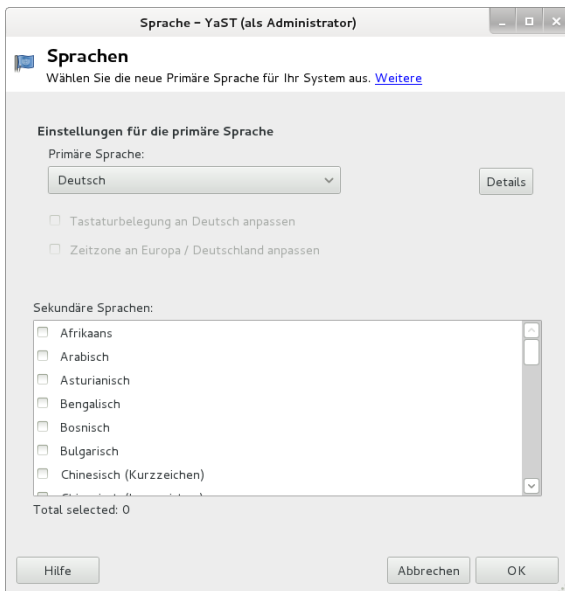 Sprache – YaST (als Administrator)
Sprachen
Wählen Sie die neue Primäre Sprache für Ihr System aus. Weitere
Einstellungen für die primäre Sprache
Primäre Sprache:
Deutsch
Details
Tastaturbelegung an Deutsch anpassen
Zeitzone an Europa / Deutschland anpassen
Sekundäre Sprachen:
Afrikaans
Arabisch
Asturianisch
Bengalisch
Bosnisch
Bulgarisch
Chinesisch (Kurzzeichen)
Total selected: 0
Hilfe
Abbrechen
OK